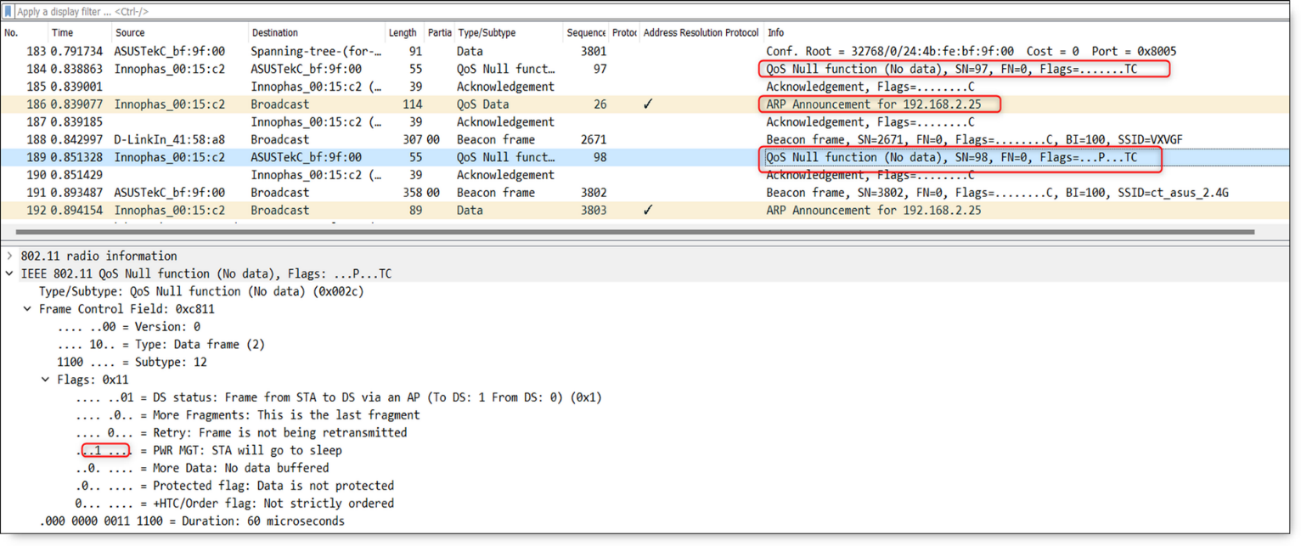 Apply a display filter ... <Ctrl-/>
No. Time Source Destination Length Partia Type/Subtype Sequence Protoc Address Resolution Protocol Info
183 0.791734 ASUSTekC_bf:9f:00 Spanning-tree-(for-… 91 Data 3801 Conf. Root = 32768/0/24:4b:fe:bf:9f:00 Cost = 0 Port = 0x8005
184 0.838863 Innophas_00:15:c2 ASUSTekC_bf:9f:00 55 QoS Null funct… 97 QoS Null function (No data), SN=97, FN=0, Flags=.......TC
185 0.839001 Innophas_00:15:c2 (… 39 Acknowledgement Acknowledgement, Flags=........C
186 0.839077 Innophas_00:15:c2 Broadcast 114 QoS Data 26 ✓ ARP Announcement for 192.168.2.25
187 0.839185 Innophas_00:15:c2 (… 39 Acknowledgement Acknowledgement, Flags=........C
188 0.842997 D-LinkIn_41:58:a8 Broadcast 307 00 Beacon frame 2671 Beacon frame, SN=2671, FN=0, Flags=........C, BI=100, SSID=VXVGF
189 0.851328 Innophas_00:15:c2 ASUSTekC_bf:9f:00 55 QoS Null funct… 98 QoS Null function (No data), SN=98, FN=0, Flags=...P...TC
190 0.851429 Innophas_00:15:c2 (… 39 Acknowledgement Acknowledgement, Flags=........C
191 0.893487 ASUSTekC_bf:9f:00 Broadcast 358 00 Beacon frame 3802 Beacon frame, SN=3802, FN=0, Flags=........C, BI=100, SSID=ct_asus_2.4G
192 0.894154 Innophas_00:15:c2 Broadcast 89 Data 3803 ✓ ARP Announcement for 192.168.2.25
802.11 radio information
IEEE 802.11 QoS Null function (No data), Flags: ...P...TC
Type/Subtype: QoS Null function (No data) (0x002c)
Frame Control Field: 0xc811
.... ..00 = Version: 0
.... 10.. = Type: Data frame (2)
1100 .... = Subtype: 12
Flags: 0x11
.... ..01 = DS status: Frame from STA to DS via an AP (To DS: 1 From DS: 0) (0x1)
.... .0.. = More Fragments: This is the last fragment
.... 0... = Retry: Frame is not being retransmitted
...1 .... = PWR MGT: STA will go to sleep
..0. .... = More Data: No data buffered
.0.. .... = Protected flag: Data is not protected
0... .... = +HTC/Order flag: Not strictly ordered
.000 0000 0011 1100 = Duration: 60 microseconds